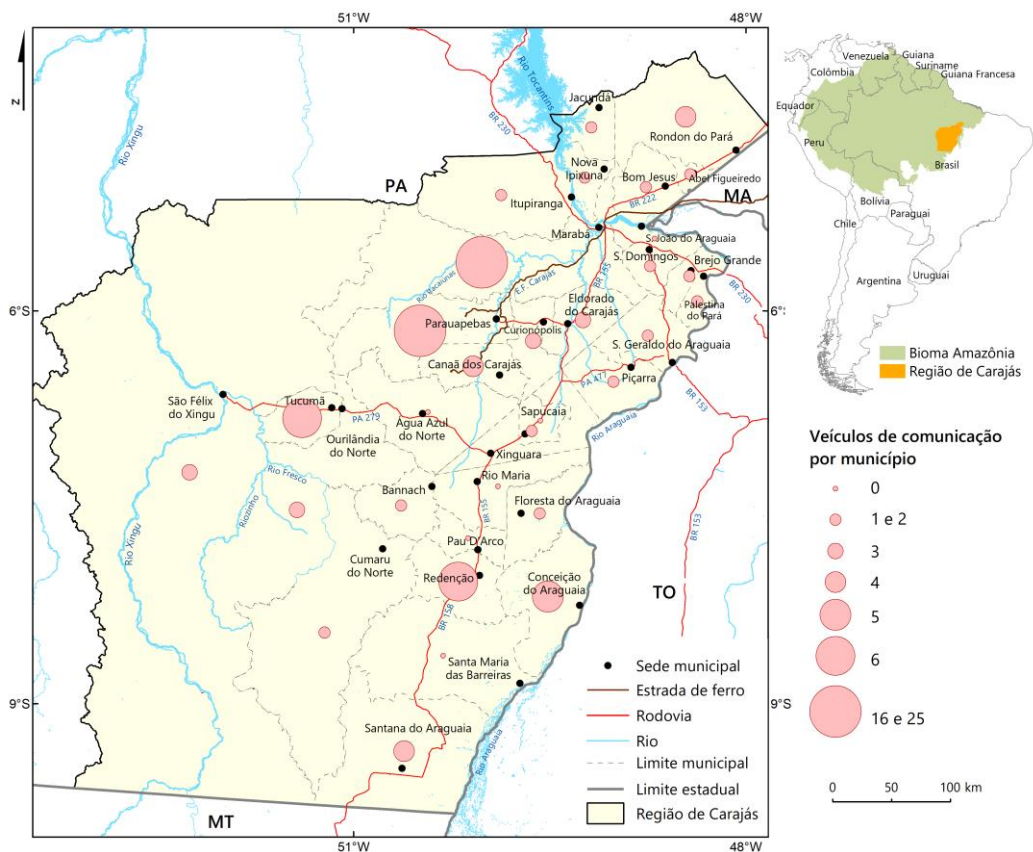 51°W
48°W
N
Rio Xingu
BR 230
Rio Tocantins
Jacundá
Rondon do Pará
Nova
Ipixuna
Bom Jesus
Abel Figueiredo
PA
Itupiranga
BR 222
MA
Marabá
S. João do Araguaia
S. Domingos
Brejo Grande
BR 155
E.F. Carajás
Eldorado
do Carajás
Palestina
do Pará
BR 230
6°S
6°S
Parauapebas
Curionópolis
S. Geraldo do Araguaia
Canaã dos Carajás
PA 477
Piçarra
São Félix
do Xingu
Tucumã
PA 279
Ourilândia
do Norte
Água Azul
do Norte
Sapucaia
Rio Araguaia
BR 153
Xinguara
Rio Fresco
Rio Maria
Bannach
Riozinho
BR 155
Floresta do Araguaia
Rio Xingu
Pau D'Arco
Cumaru
do Norte
Redenção
Conceição
do Araguaia
BR 153
TO
BR 158
Santa Maria
das Barreiras
9°S
9°S
Santana do Araguaia
Rio Araguaia
MT
51°W
48°W
Sede municipal
Estrada de ferro
Rodovia
Rio
Limite municipal
Limite estadual
Região de Carajás
Venezuela
Guiana
Suriname
Guiana Francesa
Colômbia
Equador
Peru
Brasil
Bolívia
Paraguai
Chile
Argentina
Uruguai
Bioma Amazônia
Região de Carajás
Veículos de comunicação
por município
0
1 e 2
3
4
5
6
16 e 25
0 50 100 km